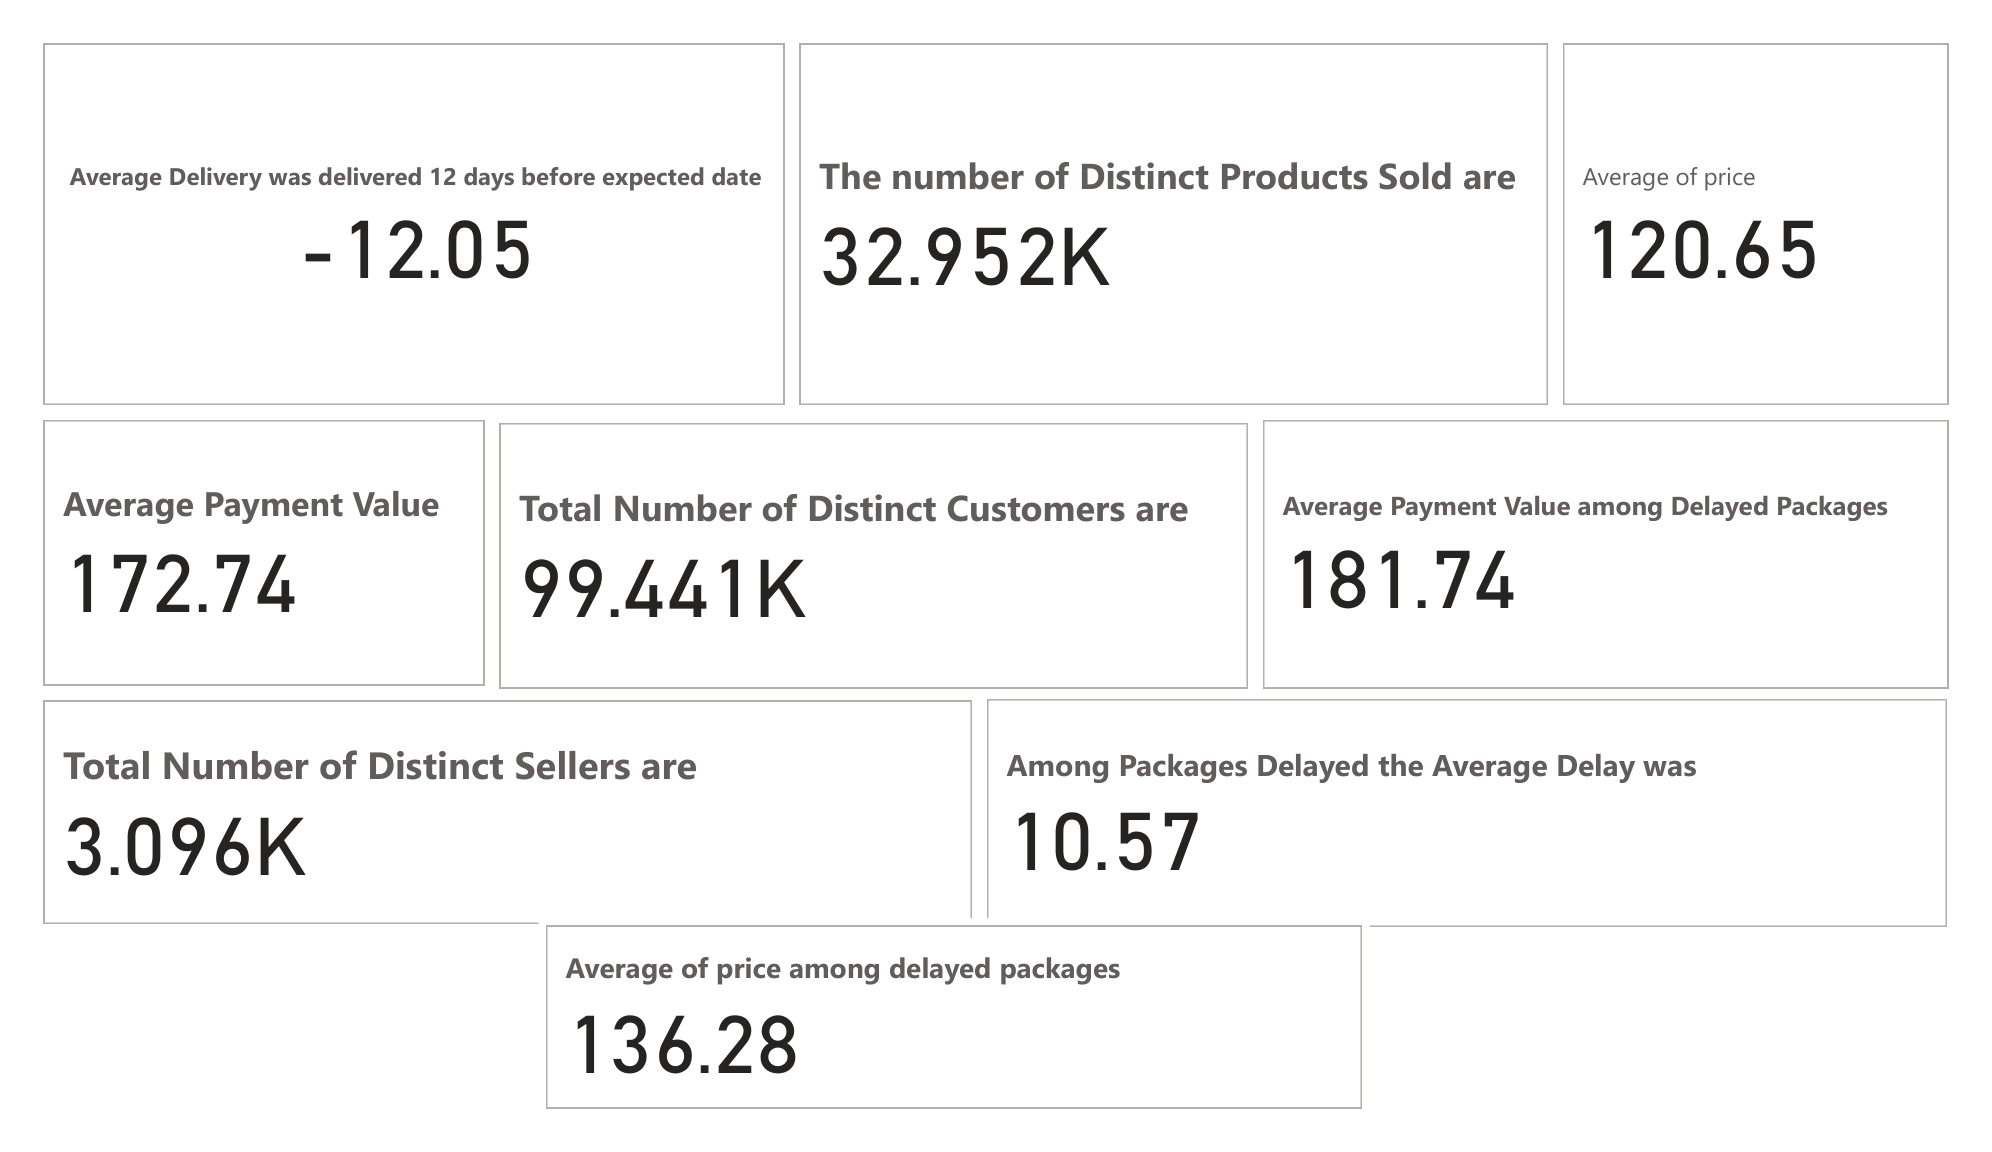 Average Delivery was delivered 12 days before expected date
-12.05
The number of Distinct Products Sold are
32.952K
Average of price
120.65
Average Payment Value
172.74
Total Number of Distinct Customers are
99.441K
Average Payment Value among Delayed Packages
181.74
Total Number of Distinct Sellers are
3.096K
Among Packages Delayed the Average Delay was
10.57
Average of price among delayed packages
136.28